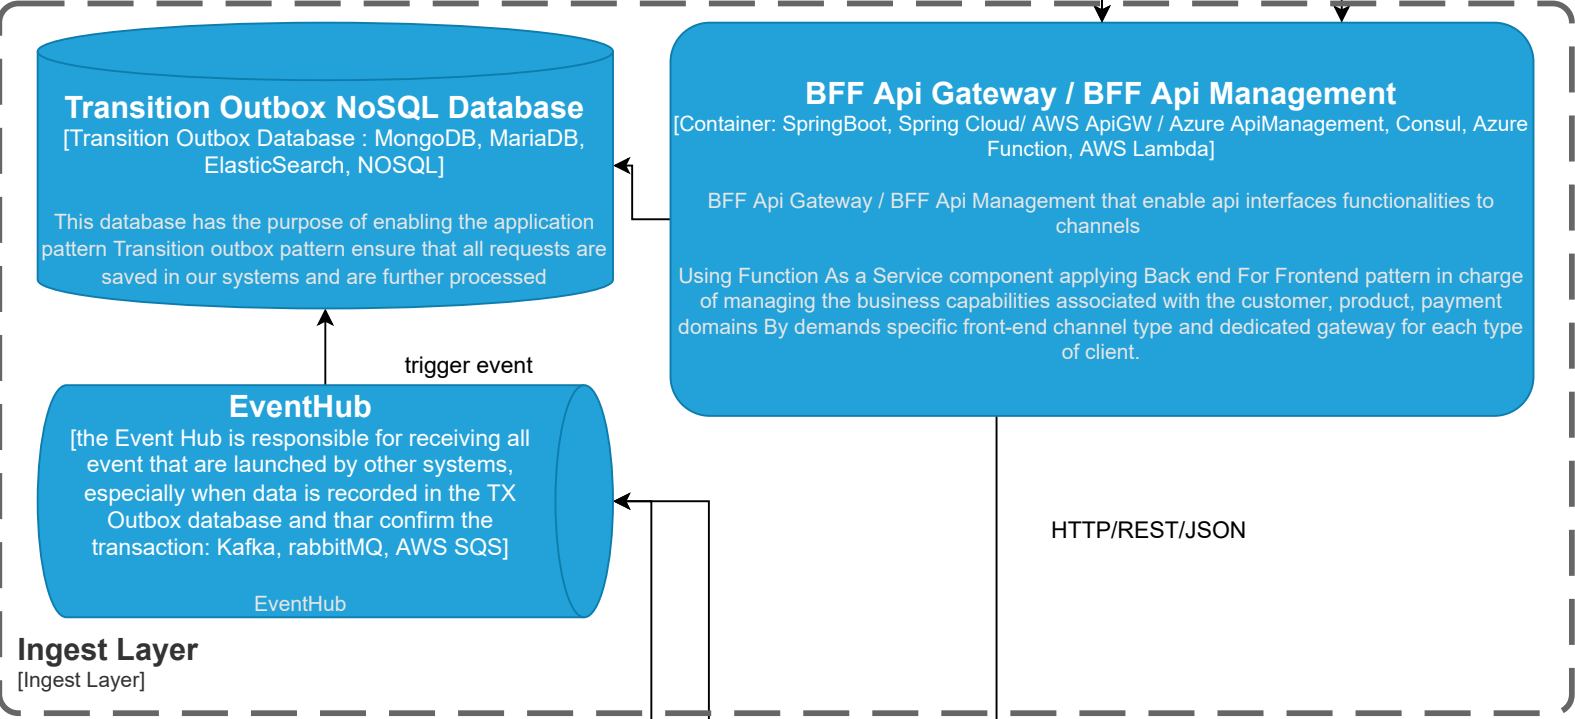 Transition Outbox NoSQL Database
[Transition Outbox Database : MongoDB, MariaDB,
ElasticSearch, NOSQL]
This database has the purpose of enabling the application
pattern Transition outbox pattern ensure that all requests are
saved in our systems and are further processed
BFF Api Gateway / BFF Api Management
[Container: SpringBoot, Spring Cloud/ AWS ApiGW / Azure ApiManagement, Consul, Azure
Function, AWS Lambda]
BFF Api Gateway / BFF Api Management that enable api interfaces functionalities to
channels
Using Function As a Service component applying Back end For Frontend pattern in charge
of managing the business capabilities associated with the customer, product, payment
domains By demands specific front-end channel type and dedicated gateway for each type
of client.
trigger event
EventHub
[the Event Hub is responsible for receiving all
event that are launched by other systems,
especially when data is recorded in the TX
Outbox database and thar confirm the
transaction: Kafka, rabbitMQ, AWS SQS]
EventHub
HTTP/REST/JSON
Ingest Layer
[Ingest Layer]